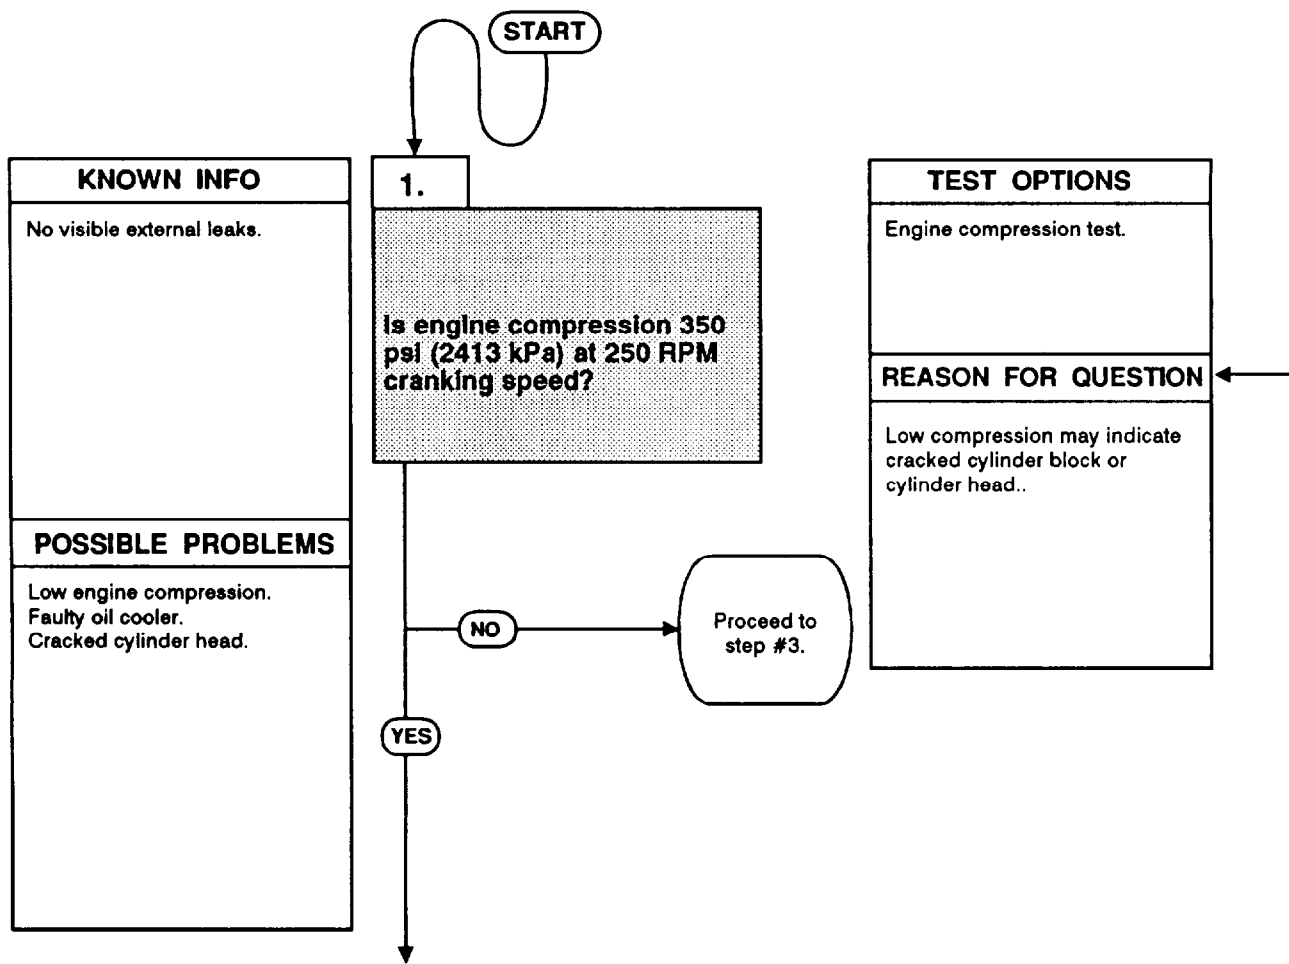 START
KNOWN INFO
No visible external leaks.
POSSIBLE PROBLEMS
Low engine compression.
Faulty oil cooler.
Cracked cylinder head.
1.
Is engine compression 350
psi (2413 kPa) at 250 RPM
cranking speed?
NO
Proceed to
step #3.
YES
TEST OPTIONS
Engine compression test.
REASON FOR QUESTION
Low compression may indicate
cracked cylinder block or
cylinder head..